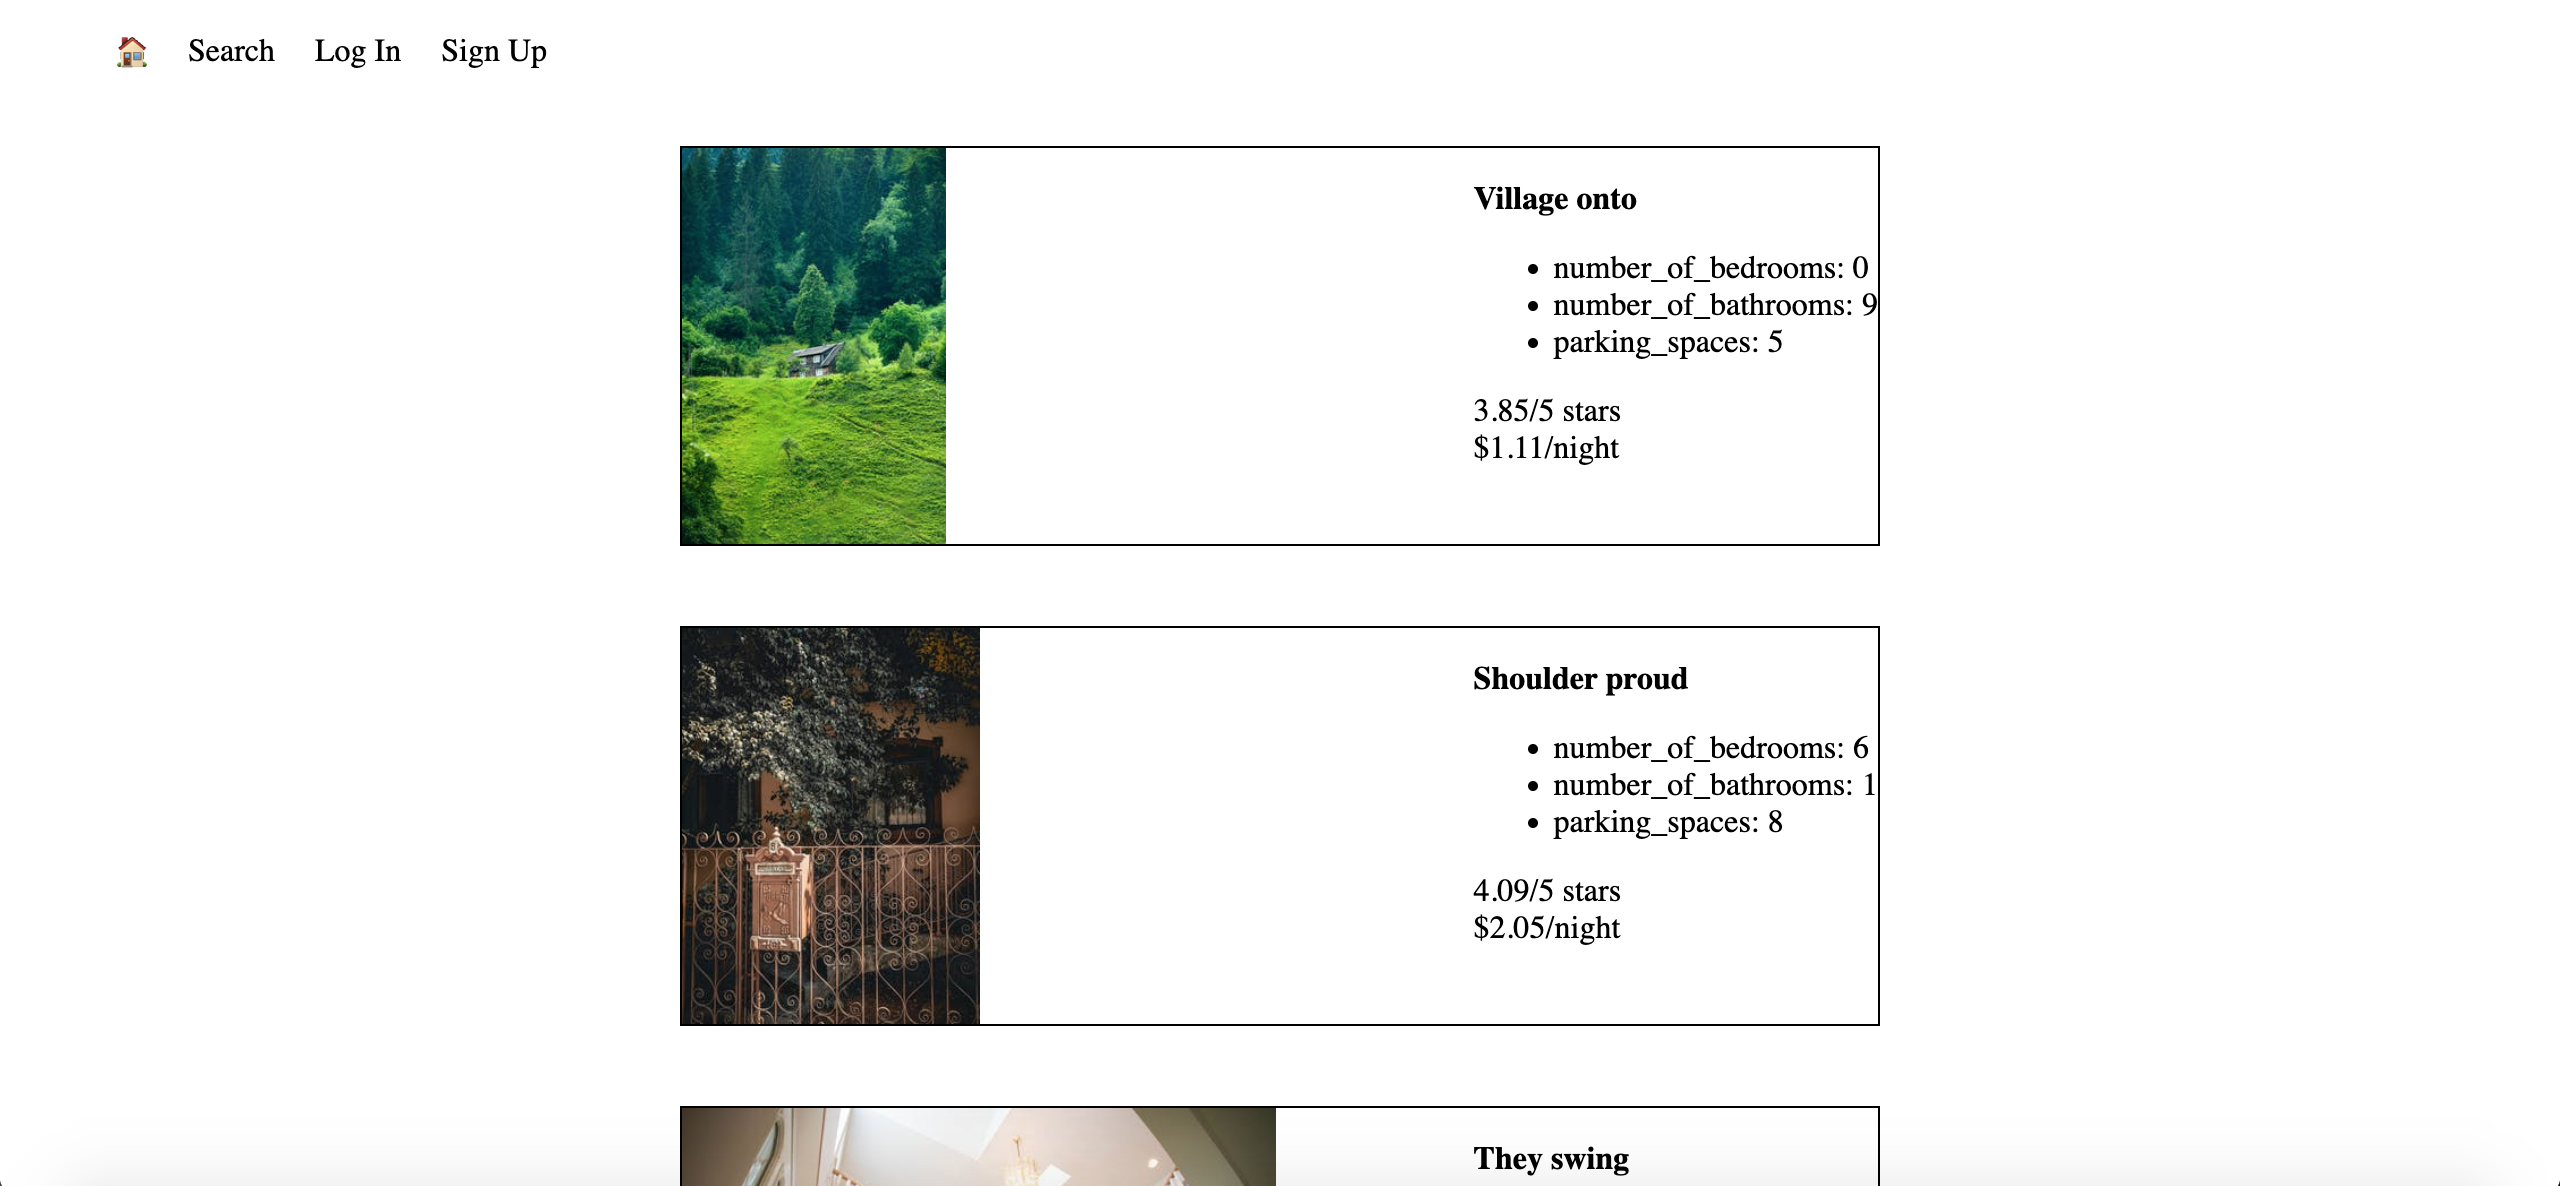 Search Log In Sign Up
Village onto
number_of_bedrooms: 0
number_of_bathrooms: 9
parking_spaces: 5
3.85/5 stars
$1.11/night
Shoulder proud
number_of_bedrooms: 6
number_of_bathrooms: 1
parking_spaces: 8
4.09/5 stars
$2.05/night
They swing